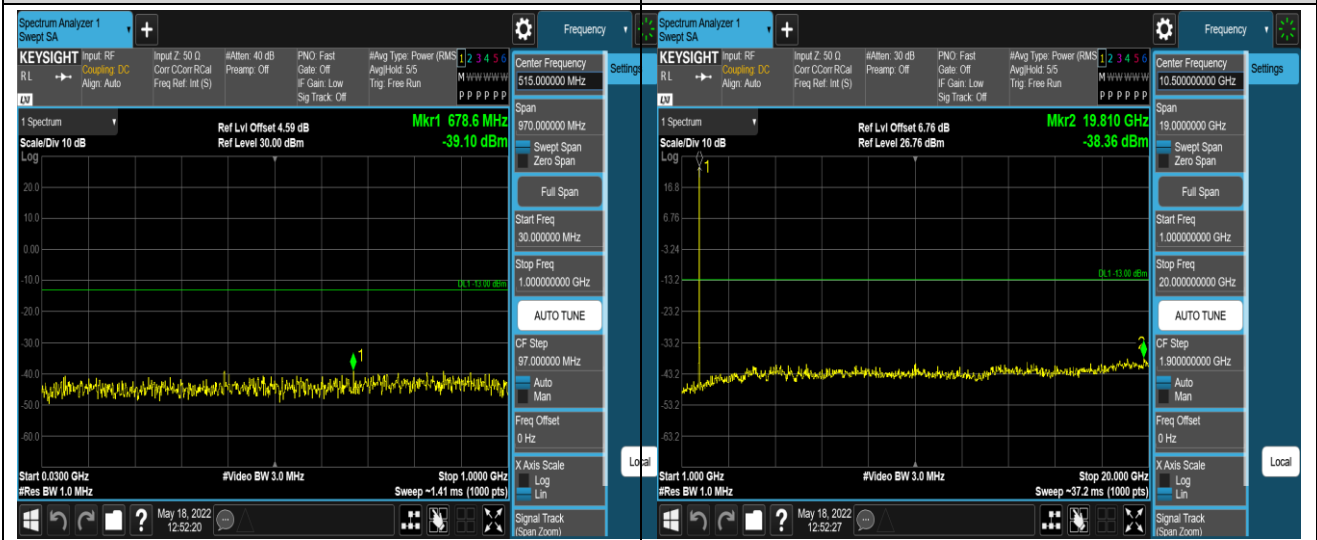 Spectrum Analyzer 1
Swept SA
+
Frequency
KEYSIGHT
RL
LXI
Input: RF
Coupling: DC
Align: Auto
Input Z: 50 Ω
Corr CCorr RCal
Freq Ref: Int (S)
#Atten: 40 dB
Preamp: Off
PNO: Fast
Gate: Off
IF Gain: Low
Sig Track: Off
#Avg Type: Power (RMS
Avg|Hold: 5/5
Trig: Free Run
1 2 3 4 5 6
M W W W W W
P P P P P P
1 Spectrum
Scale/Div 10 dB
Log
Ref Lvl Offset 4.59 dB
Ref Level 30.00 dBm
Mkr1 678.6 MHz
-39.10 dBm
20.0
10.0
0.00
-10.0
DL1 -13.00 dBm
-20.0
-30.0
1
-40.0
-50.0
-60.0
Start 0.0300 GHz
#Res BW 1.0 MHz
#Video BW 3.0 MHz
Stop 1.0000 GHz
Sweep ~1.41 ms (1000 pts)
Center Frequency
515.000000 MHz
Settings
Span
970.000000 MHz
Swept Span
Zero Span
Full Span
Start Freq
30.000000 MHz
Stop Freq
1.000000000 GHz
AUTO TUNE
CF Step
97.000000 MHz
Auto
Man
Freq Offset
0 Hz
X Axis Scale
Log
Lin
Local
Signal Track
(Span Zoom)
?
May 18, 2022
12:52:20
Spectrum Analyzer 1
Swept SA
+
Frequency
KEYSIGHT
RL
LXI
Input: RF
Coupling: DC
Align: Auto
Input Z: 50 Ω
Corr CCorr RCal
Freq Ref: Int (S)
#Atten: 30 dB
Preamp: Off
PNO: Fast
Gate: Off
IF Gain: Low
Sig Track: Off
#Avg Type: Power (RMS
Avg|Hold: 5/5
Trig: Free Run
1 2 3 4 5 6
M W W W W W
P P P P P P
1 Spectrum
Scale/Div 10 dB
Log
Ref Lvl Offset 6.76 dB
Ref Level 26.76 dBm
Mkr2 19.810 GHz
-38.36 dBm
1
16.8
6.76
-3.24
-13.2
DL1 -13.00 dBm
-23.2
-33.2
2
-43.2
-53.2
-63.2
Start 1.000 GHz
#Res BW 1.0 MHz
#Video BW 3.0 MHz
Stop 20.000 GHz
Sweep ~37.2 ms (1000 pts)
Center Frequency
10.500000000 GHz
Settings
Span
19.0000000 GHz
Swept Span
Zero Span
Full Span
Start Freq
1.000000000 GHz
Stop Freq
20.000000000 GHz
AUTO TUNE
CF Step
1.900000000 GHz
Auto
Man
Freq Offset
0 Hz
X Axis Scale
Log
Lin
Local
Signal Track
(Span Zoom)
?
May 18, 2022
12:52:27